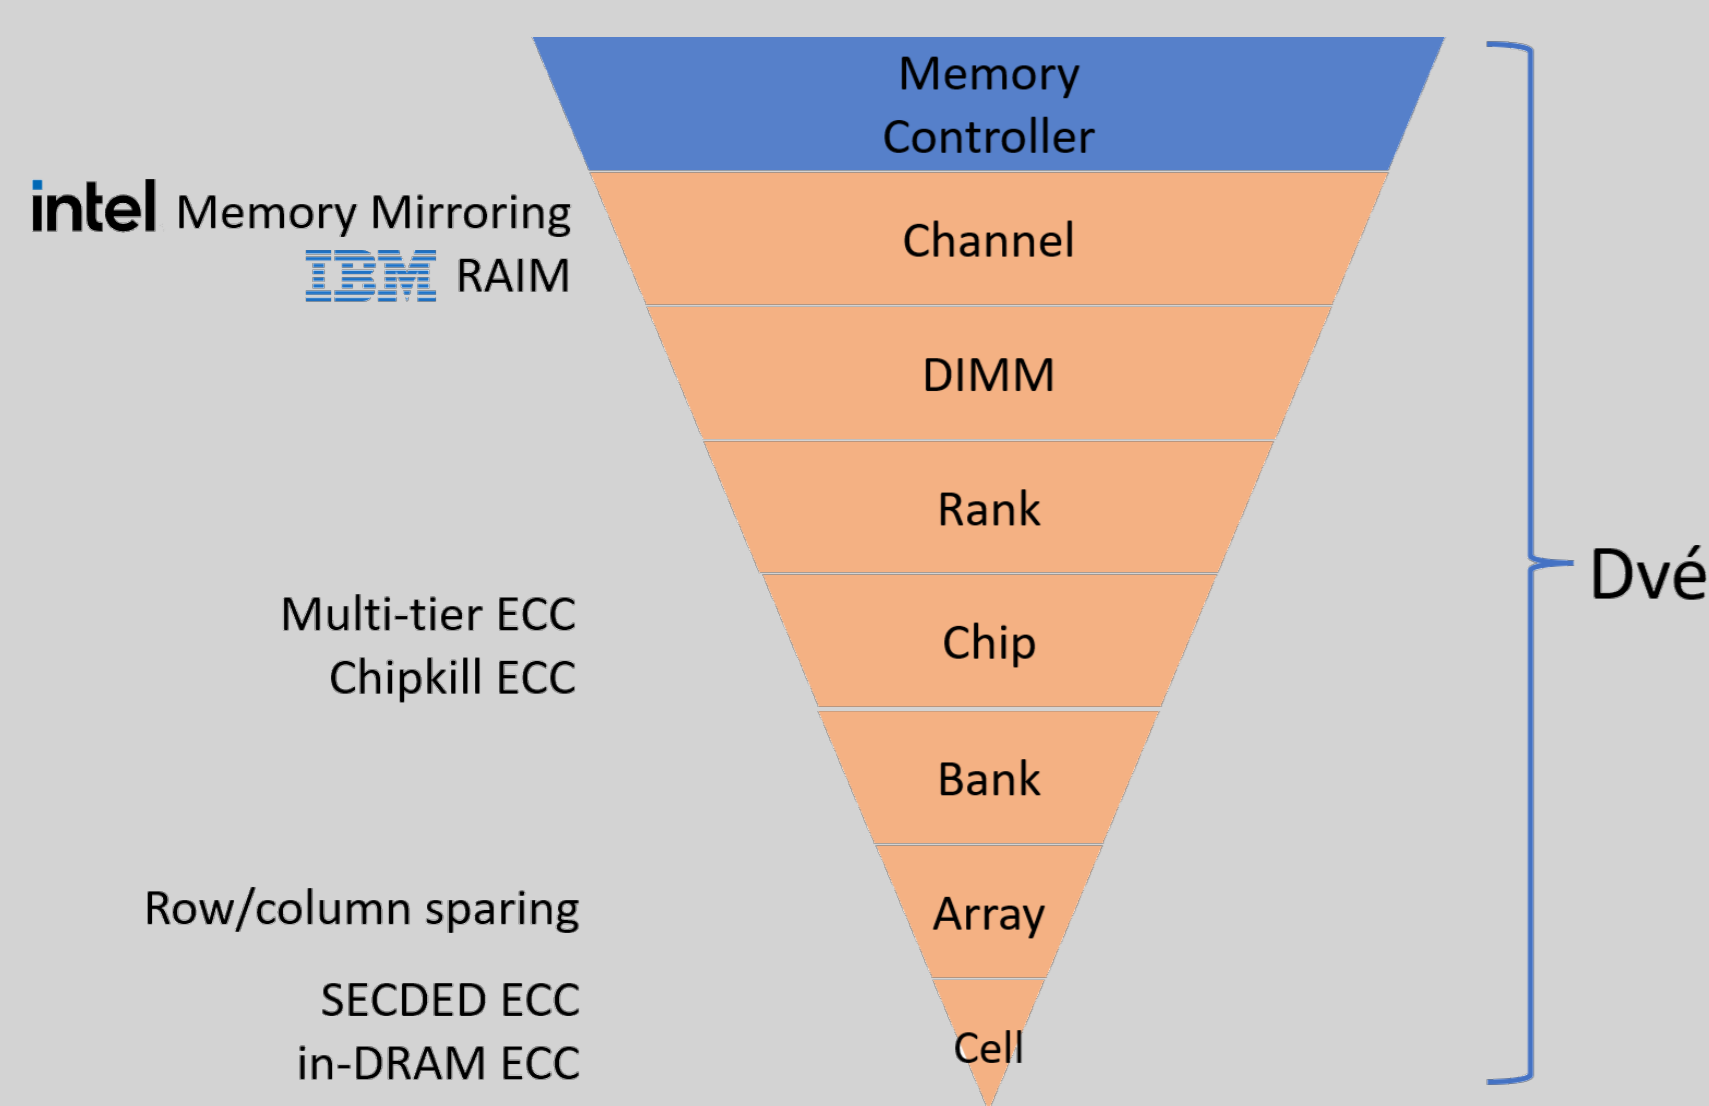 Memory
Controller
intel Memory Mirroring
IBM RAIM
Channel
DIMM
Rank
Multi-tier ECC
Chipkill ECC
Chip
Bank
Row/column sparing
Array
SECDED ECC
in-DRAM ECC
Cell
Dvé